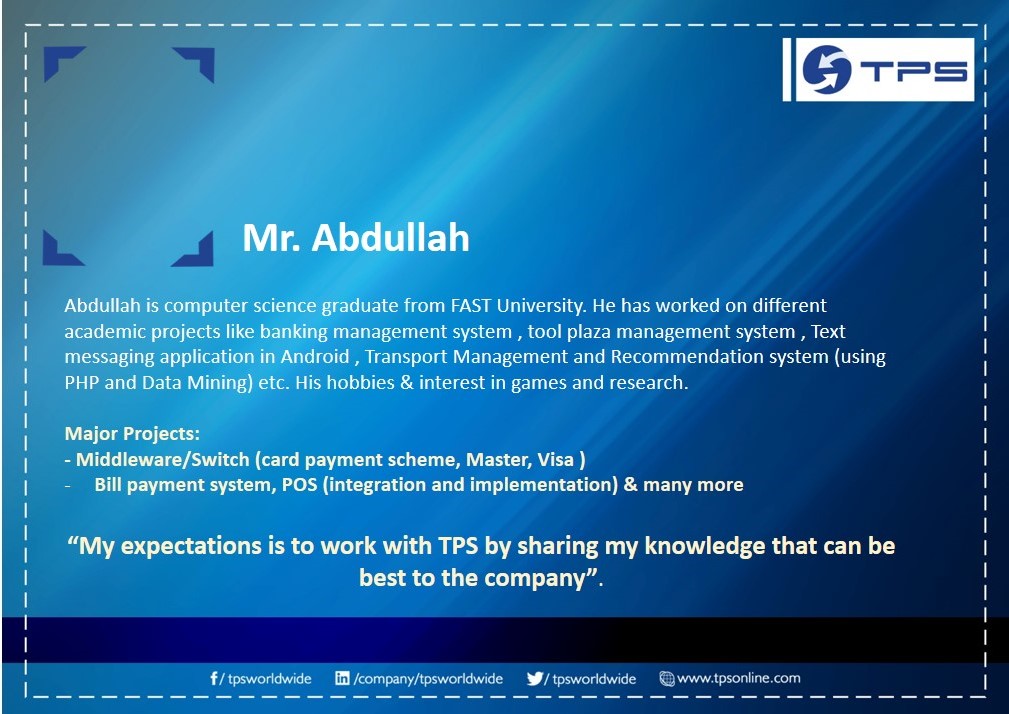 TPS
Mr. Abdullah
Abdullah is computer science graduate from FAST University. He has worked on different
academic projects like banking management system , tool plaza management system , Text
messaging application in Android , Transport Management and Recommendation system (using
PHP and Data Mining) etc. His hobbies & interest in games and research.
Major Projects:
- Middleware/Switch (card payment scheme, Master, Visa )
- Bill payment system, POS (integration and implementation) & many more
“My expectations is to work with TPS by sharing my knowledge that can be
best to the company”.
f/ tpsworldwide in /company/tpsworldwide / tpsworldwide www.tpsonline.com